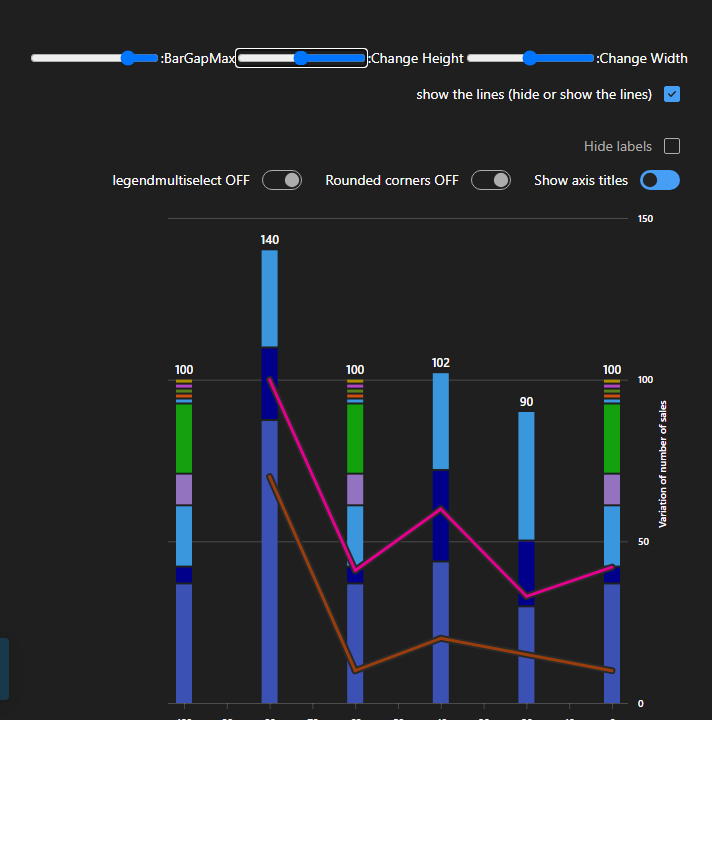 :BarGapMax :Change Height :Change Width
show the lines (hide or show the lines)
Hide labels
legendmultiselect OFF Rounded corners OFF Show axis titles
150
140
102
100 100 100 100
90
Variation of number of sales
50
0